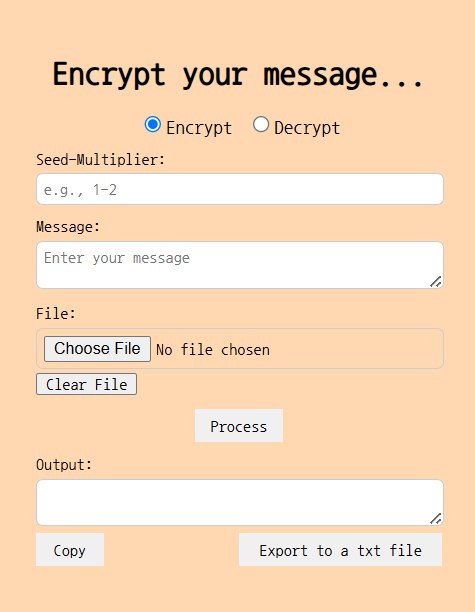 Encrypt your message...
Encrypt Decrypt
Seed-Multiplier:
e.g., 1-2
Message:
Enter your message
File:
Choose File No file chosen
Clear File
Process
Output:
Copy Export to a txt file